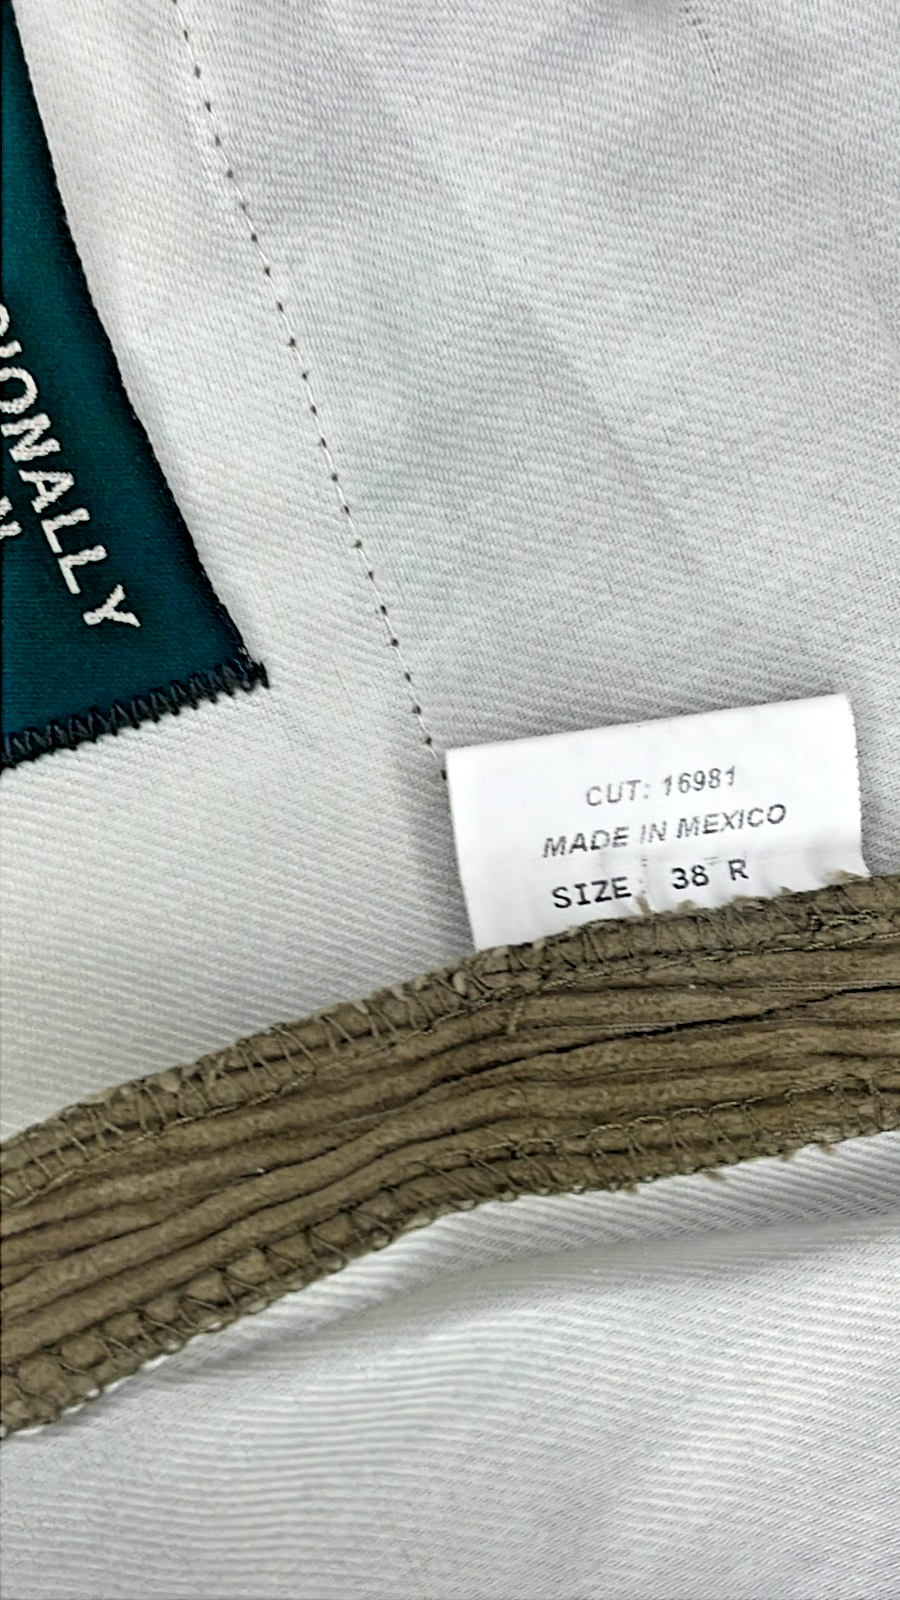 IONALLY
CUT: 16981
MADE IN MEXICO
SIZE: 38 R